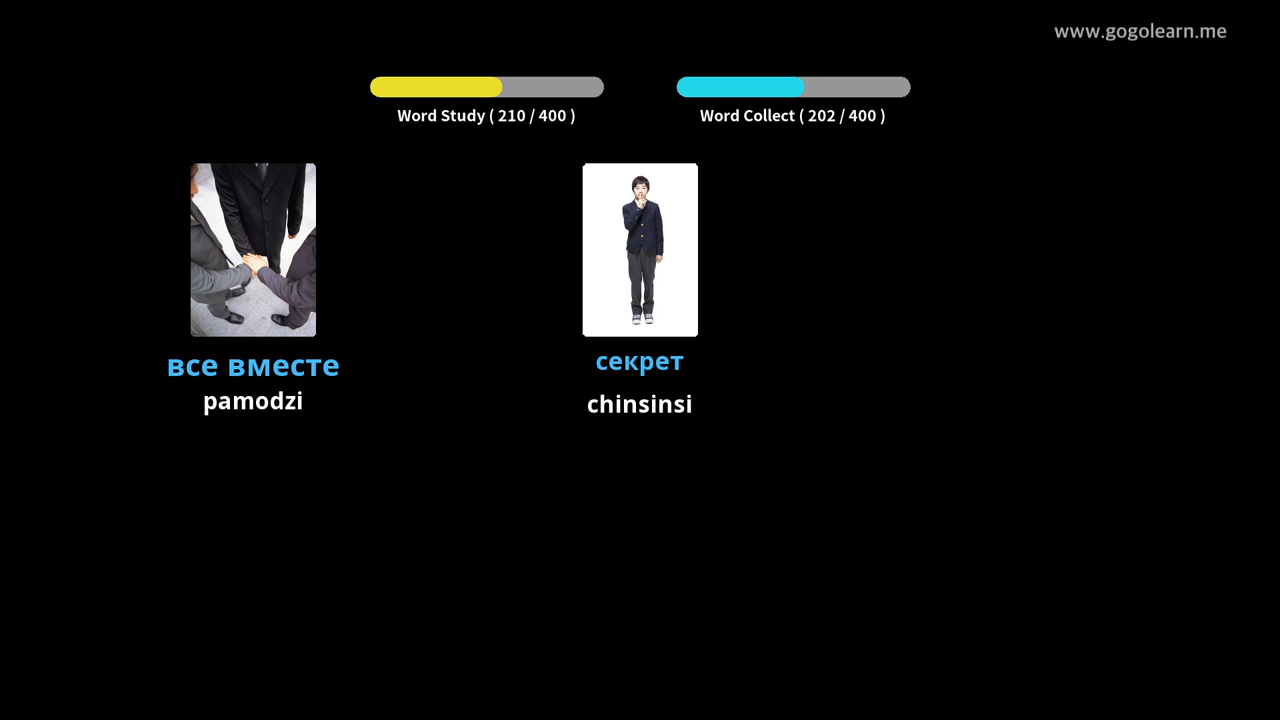 www.gogolearn.me
Word Study ( 210 / 400 )
Word Collect ( 202 / 400 )
все вместе
pamodzi
секрет
chinsinsi